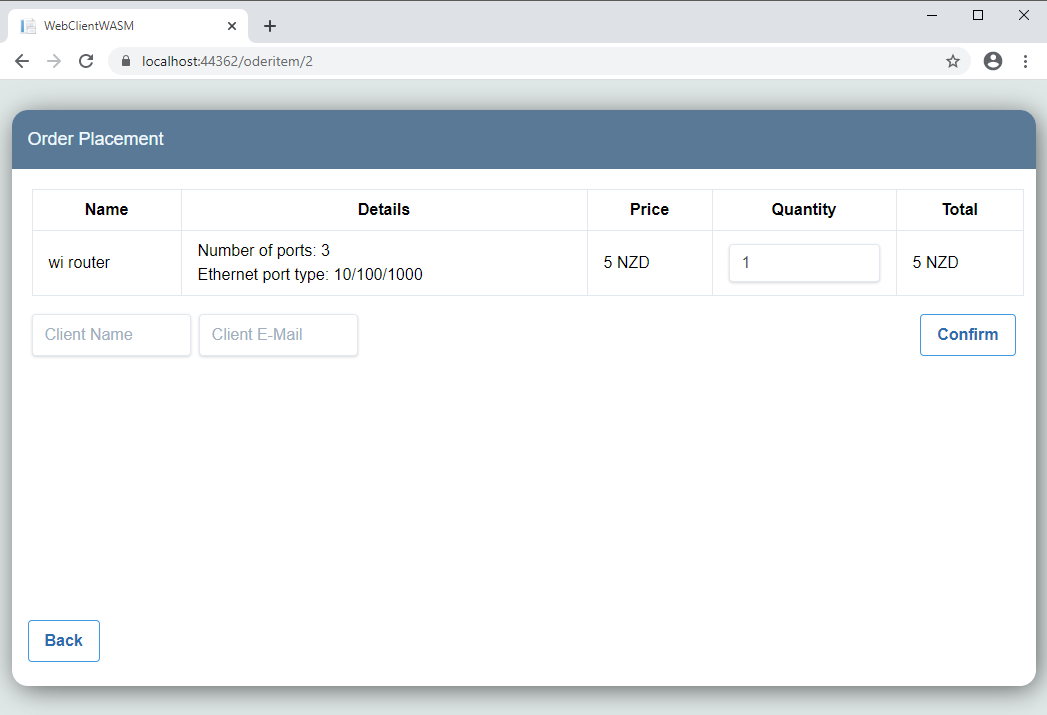 WebClientWASM
localhost:44362/oderitem/2
Order Placement
Name Details Price Quantity Total
wi router
Number of ports: 3
Ethernet port type: 10/100/1000
5 NZD
1
5 NZD
Client Name Client E-Mail Confirm
Back